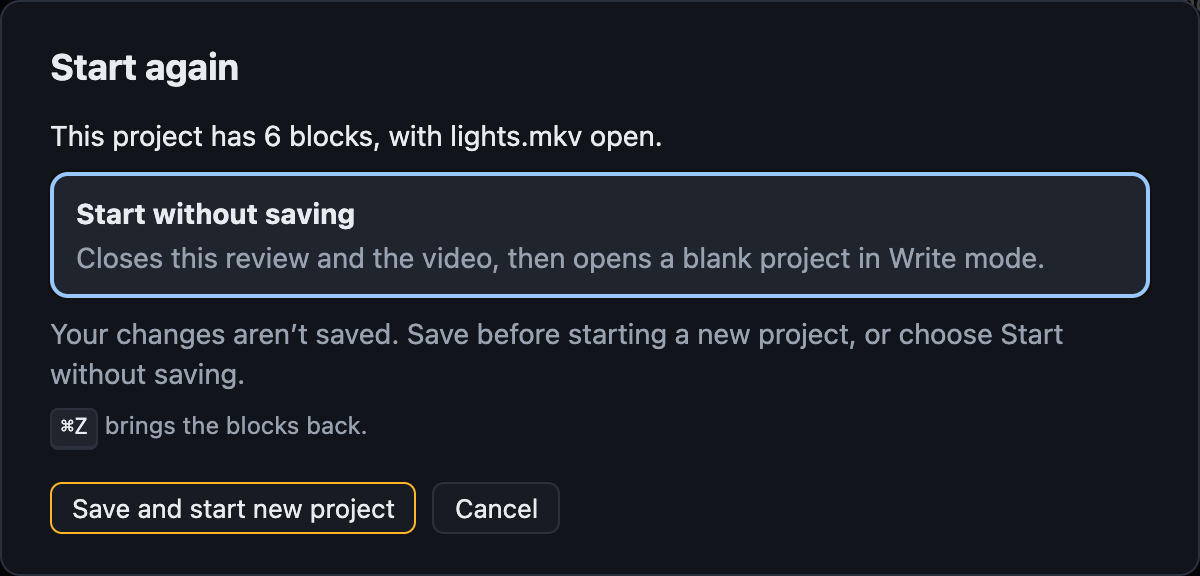 Start again
This project has 6 blocks, with lights.mkv open.
Start without saving
Closes this review and the video, then opens a blank project in Write mode.
Your changes aren’t saved. Save before starting a new project, or choose Start
without saving.
⌘Z brings the blocks back.
Save and start new project
Cancel